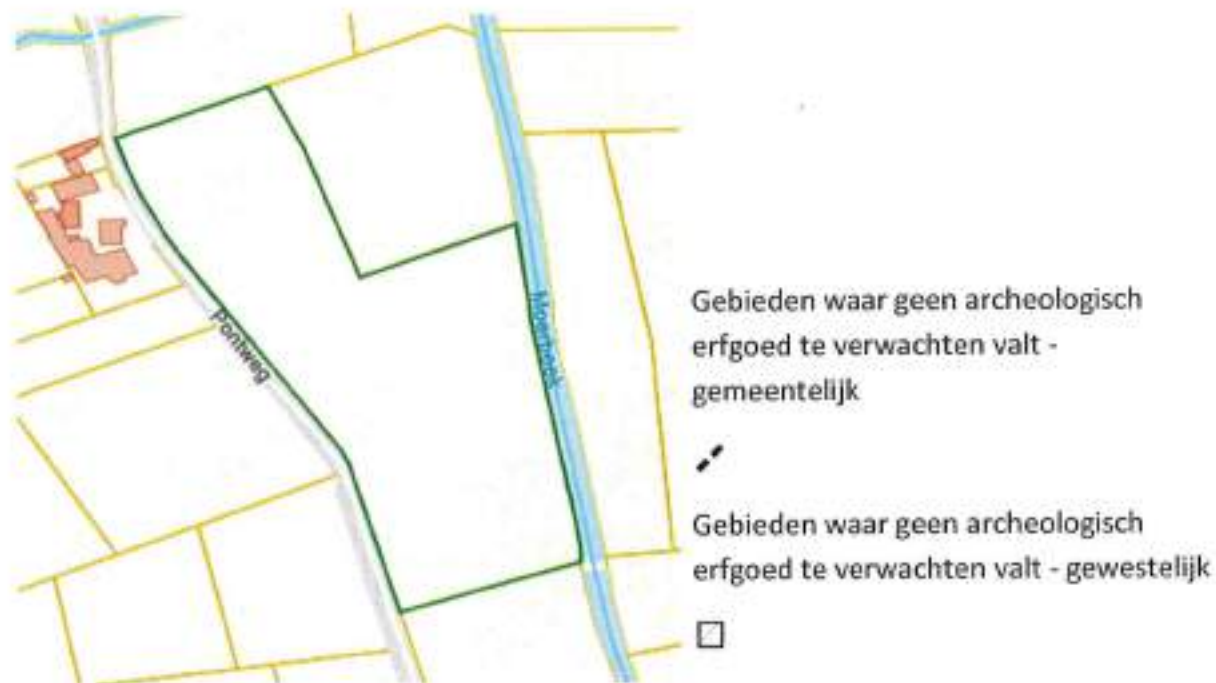 Pontweg
Moerbeek
Gebieden waar geen archeologisch
erfgoed te verwachten valt -
gemeentelijk
Gebieden waar geen archeologisch
erfgoed te verwachten valt - gewestelijk